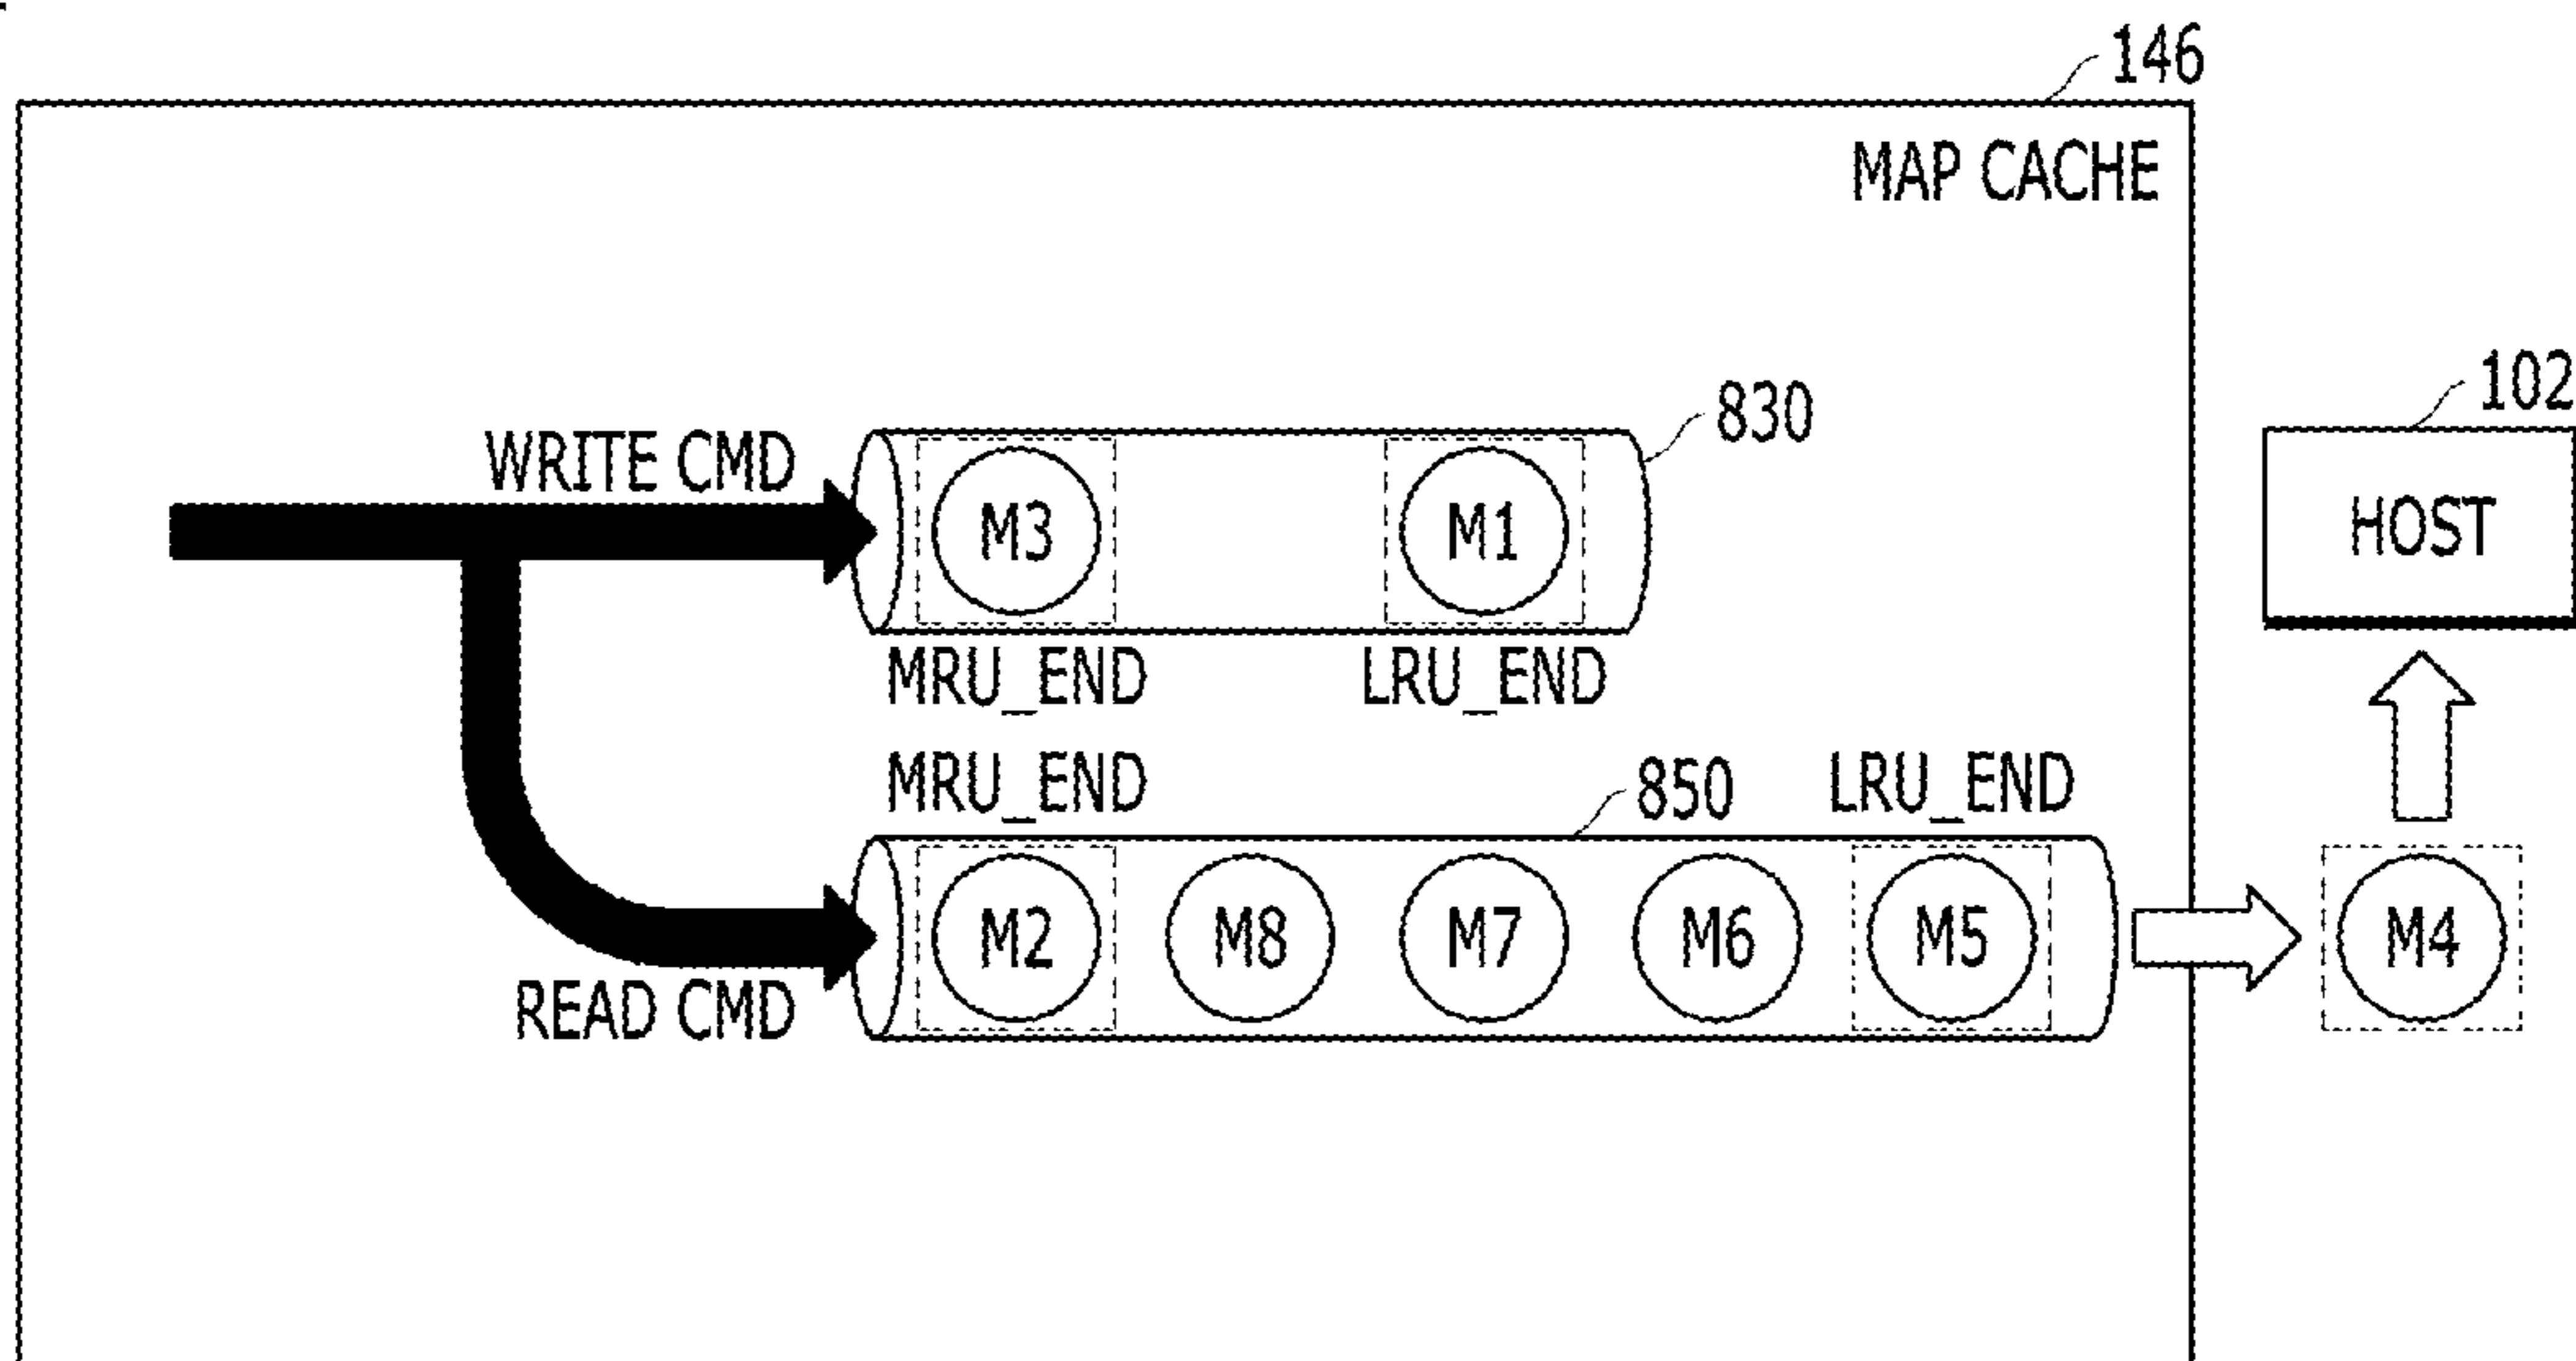 146
MAP CACHE
102
830
WRITE CMD
M3
M1
HOST
MRU_END
LRU_END
MRU_END
850
LRU_END
M2
M8
M7
M6
M5
M4
READ CMD